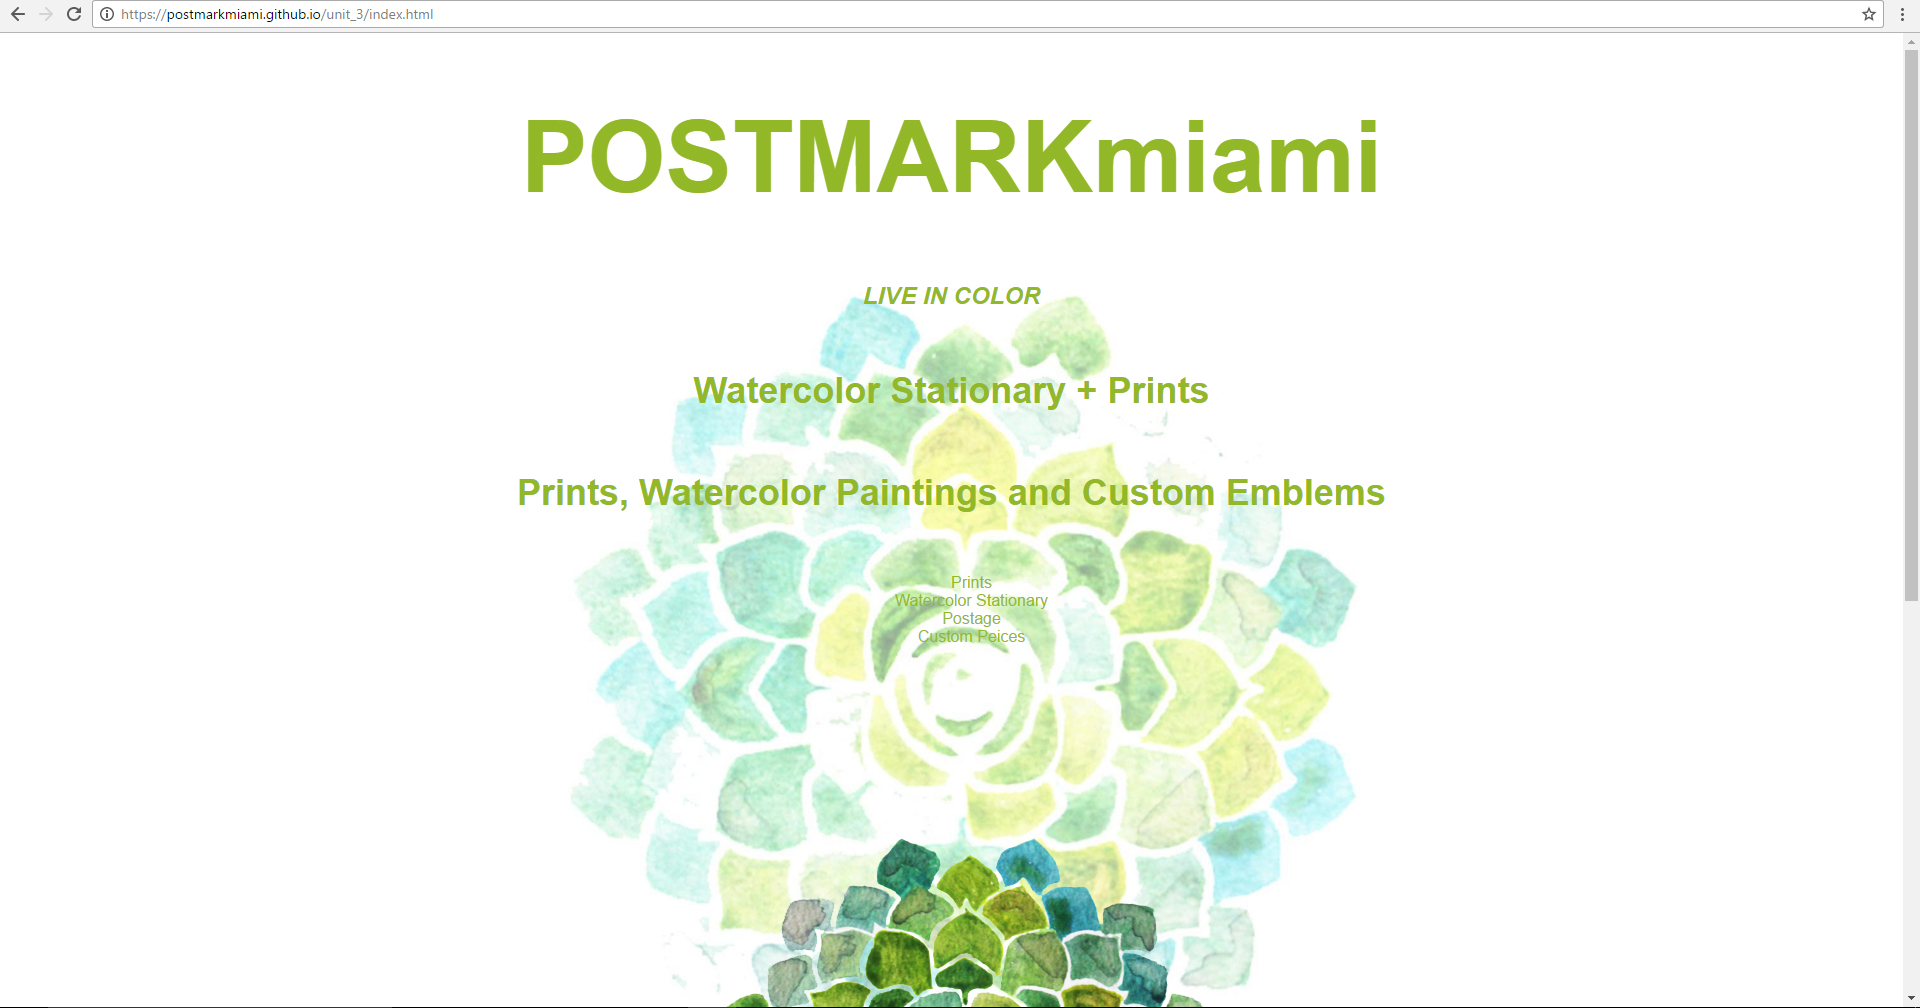 https://postmarkmiami.github.io/unit_3/index.html
POSTMARKmiami
LIVE IN COLOR
Watercolor Stationary + Prints
Prints, Watercolor Paintings and Custom Emblems
Prints
Watercolor Stationary
Postage
Custom Peices